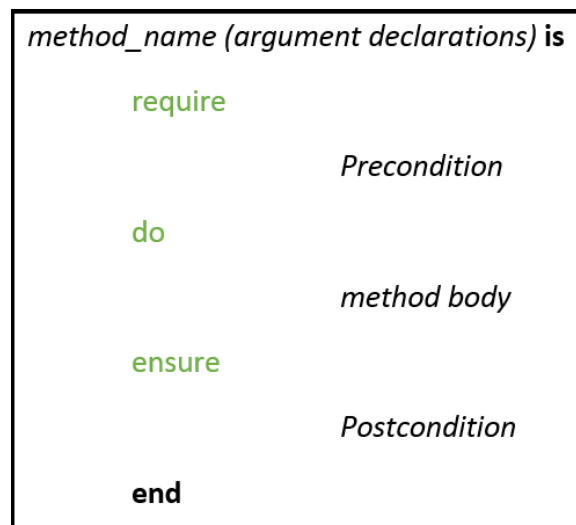 method_name (argument declarations) is
require
Precondition
do
method body
ensure
Postcondition
end